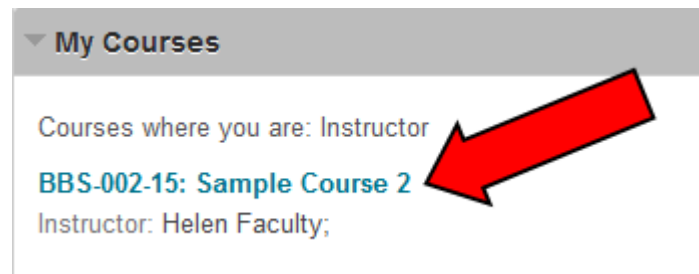 My Courses
Courses where you are: Instructor
BBS-002-15: Sample Course 2
Instructor: Helen Faculty;